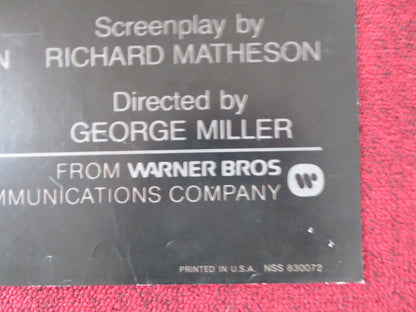 Screenplay by
N RICHARD MATHESON
Directed by
GEORGE MILLER
FROM WARNER BROS
MMUNICATIONS COMPANY
PRINTED IN U.S.A. NSS 830072